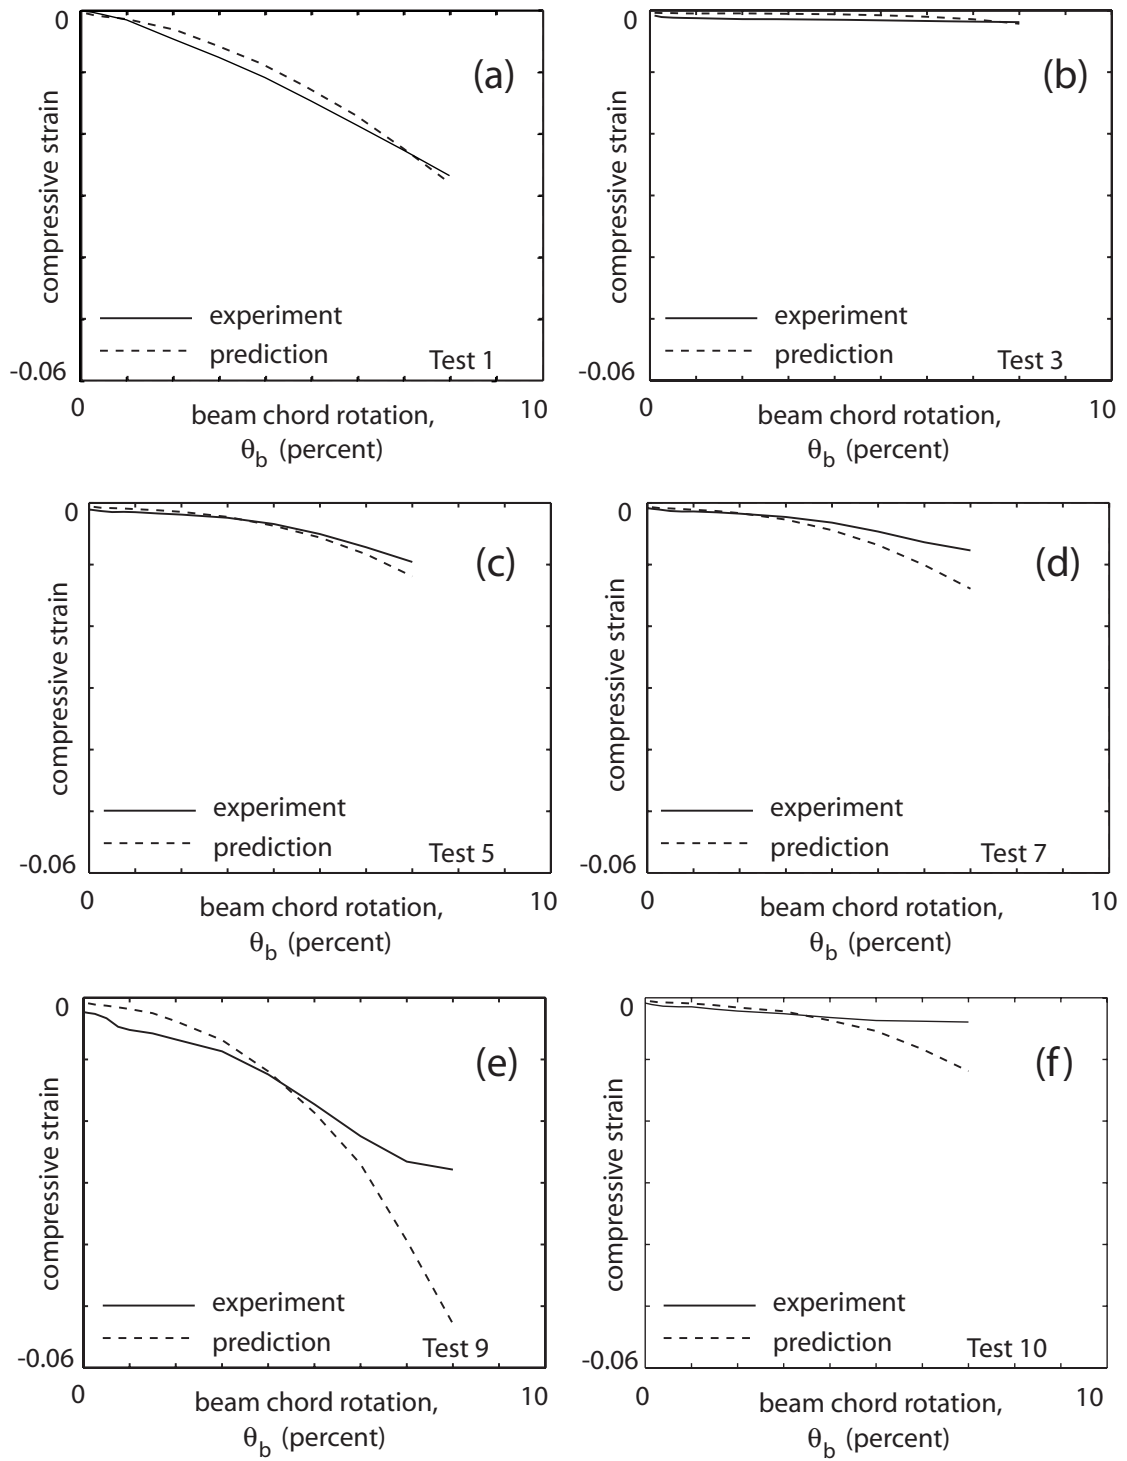 0
compressive strain
(a)
experiment
prediction
Test 1
-0.06
0
10
beam chord rotation,
θb (percent)
0
compressive strain
(b)
experiment
prediction
Test 3
-0.06
0
10
beam chord rotation,
θb (percent)
0
compressive strain
(c)
experiment
prediction
Test 5
-0.06
0
10
beam chord rotation,
θb (percent)
0
compressive strain
(d)
experiment
prediction
Test 7
-0.06
0
10
beam chord rotation,
θb (percent)
0
compressive strain
(e)
experiment
prediction
Test 9
-0.06
0
10
beam chord rotation,
θb (percent)
0
compressive strain
(f)
experiment
prediction
Test 10
-0.06
0
10
beam chord rotation,
θb (percent)